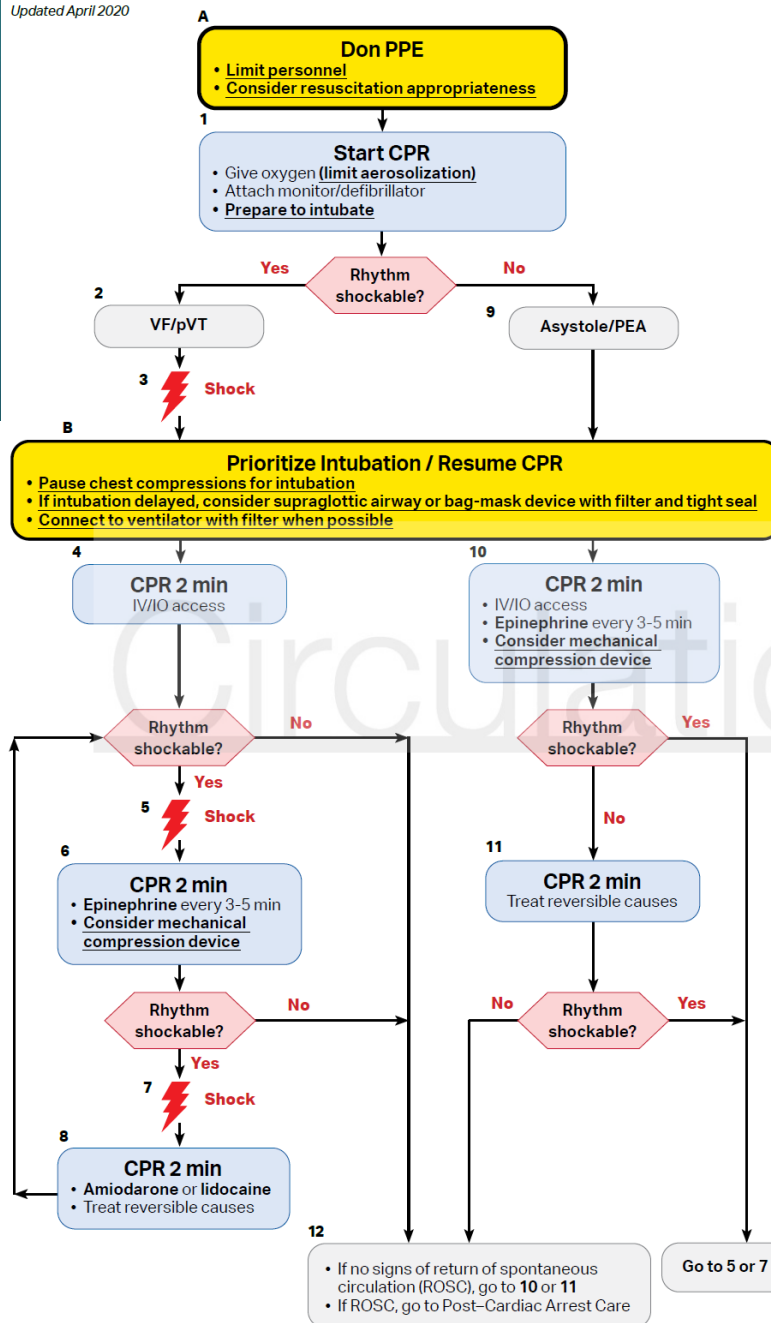 Updated April 2020
A
Don PPE
• Limit personnel
• Consider resuscitation appropriateness
1
Start CPR
• Give oxygen (limit aerosolization)
• Attach monitor/defibrillator
• Prepare to intubate
Rhythm
shockable?
Yes
No
2
VF/pVT
9
Asystole/PEA
3
Shock
B
Prioritize Intubation / Resume CPR
• Pause chest compressions for intubation
• If intubation delayed, consider supraglottic airway or bag-mask device with filter and tight seal
• Connect to ventilator with filter when possible
4
CPR 2 min
IV/IO access
10
CPR 2 min
• IV/IO access
• Epinephrine every 3-5 min
• Consider mechanical
compression device
Rhythm
shockable?
No
Yes
Rhythm
shockable?
Yes
No
5
Shock
6
CPR 2 min
• Epinephrine every 3-5 min
• Consider mechanical
compression device
11
CPR 2 min
Treat reversible causes
Rhythm
shockable?
No
Yes
Rhythm
shockable?
No
Yes
7
Shock
8
CPR 2 min
• Amiodarone or lidocaine
• Treat reversible causes
12
• If no signs of return of spontaneous
circulation (ROSC), go to 10 or 11
• If ROSC, go to Post–Cardiac Arrest Care
Go to 5 or 7